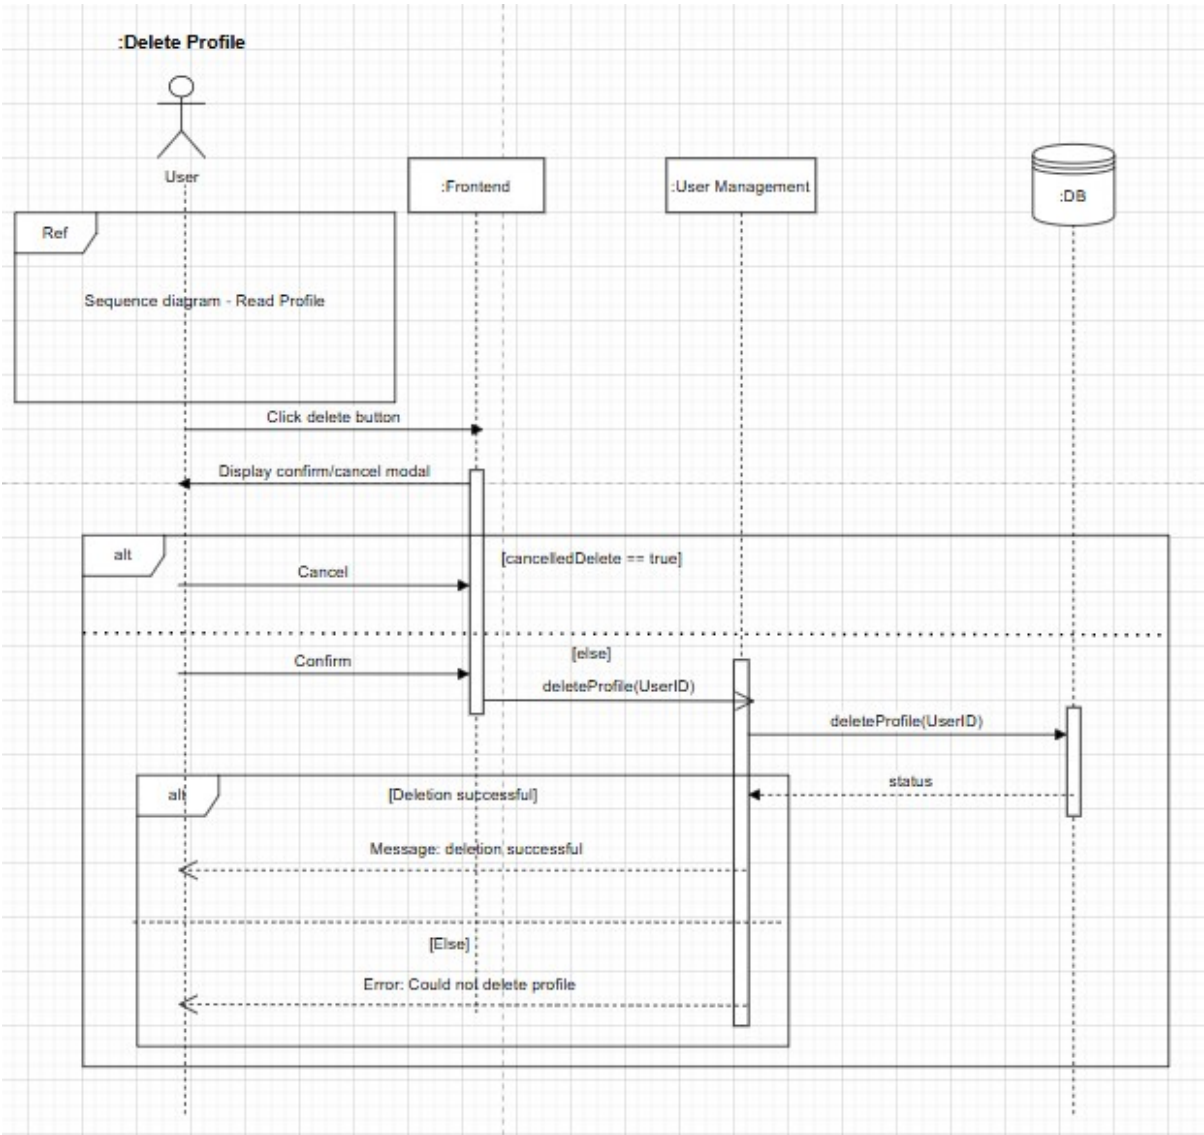 :Delete Profile
User
:Frontend
:User Management
:DB
Ref
Sequence diagram - Read Profile
Click delete button
Display confirm/cancel modal
alt
[cancelledDelete == true]
Cancel
[else]
Confirm
deleteProfile(UserID)
deleteProfile(UserID)
status
alt
[Deletion successful]
Message: deletion successful
[Else]
Error: Could not delete profile